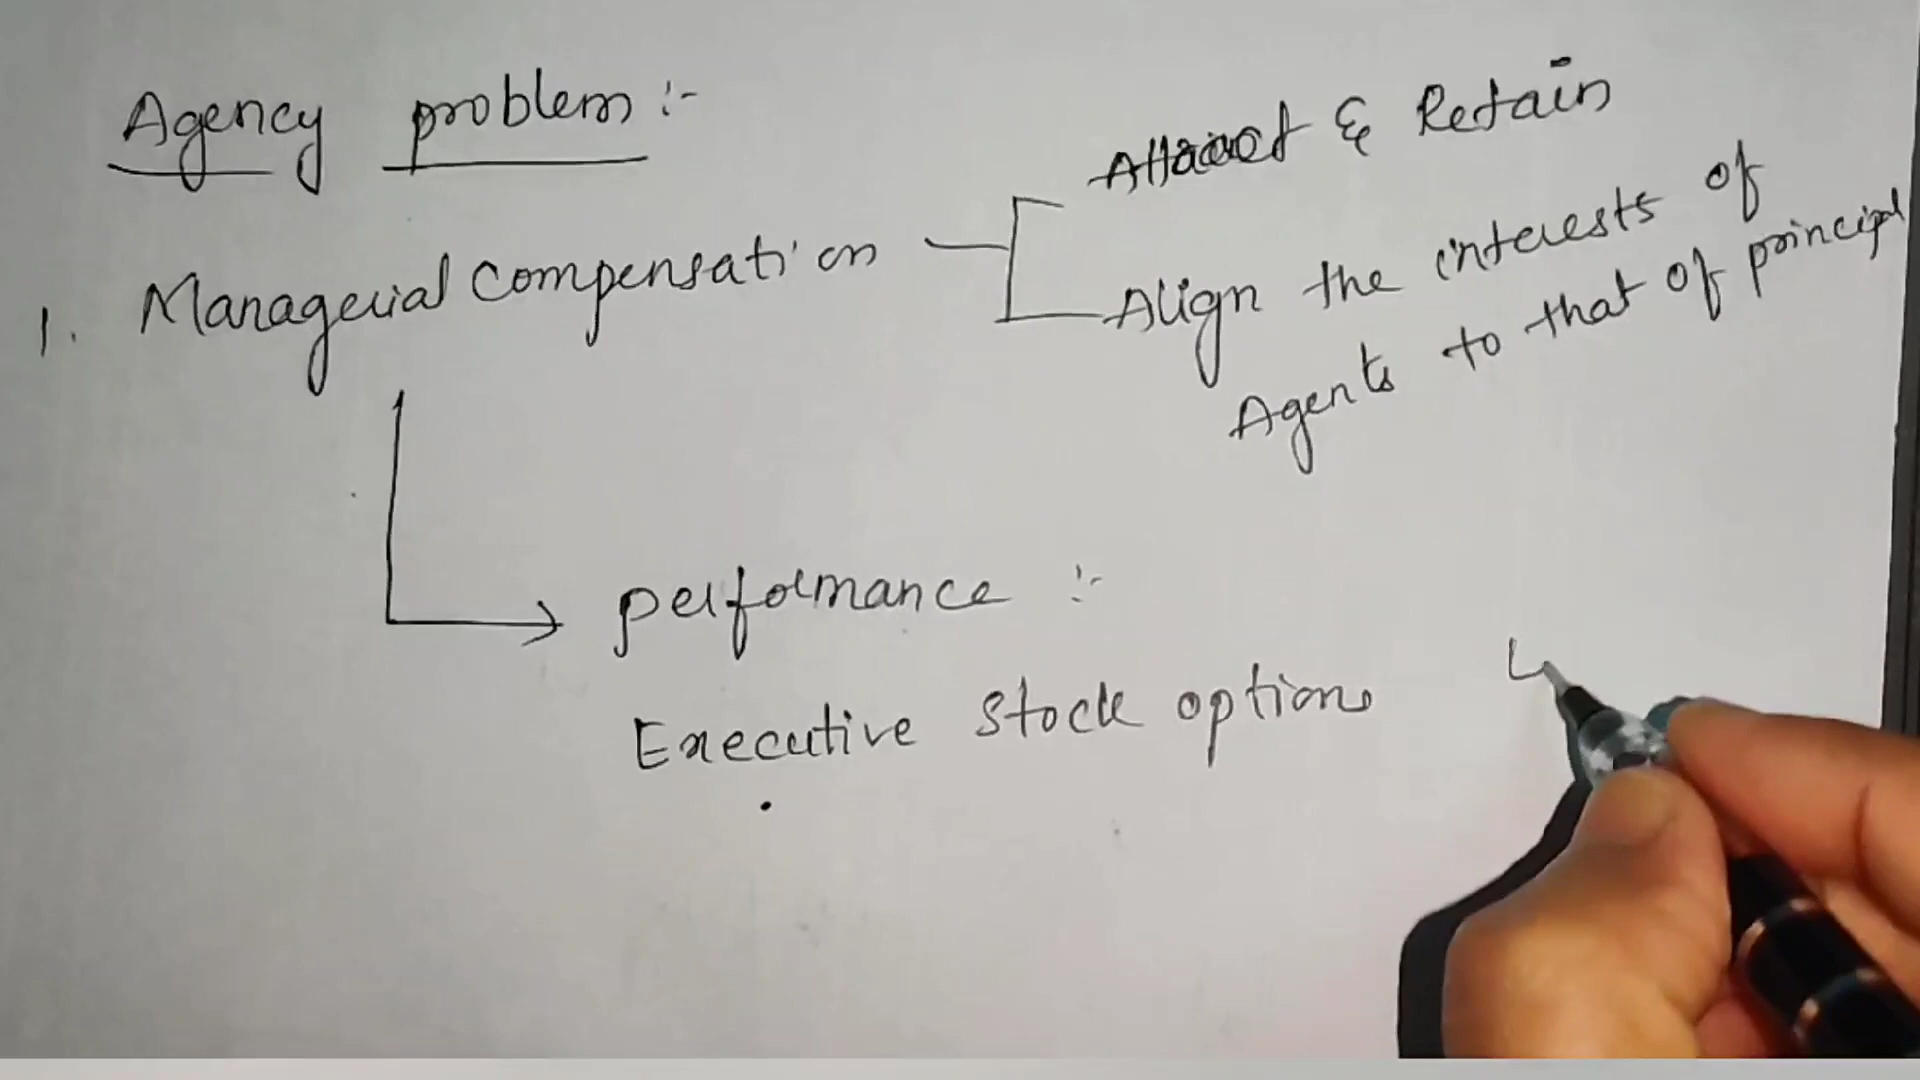 Agency problem :-
Attract & Retain
1. Managerial Compensation
Align the interests of
Agents to that of principal
performance :-
Executive stock options